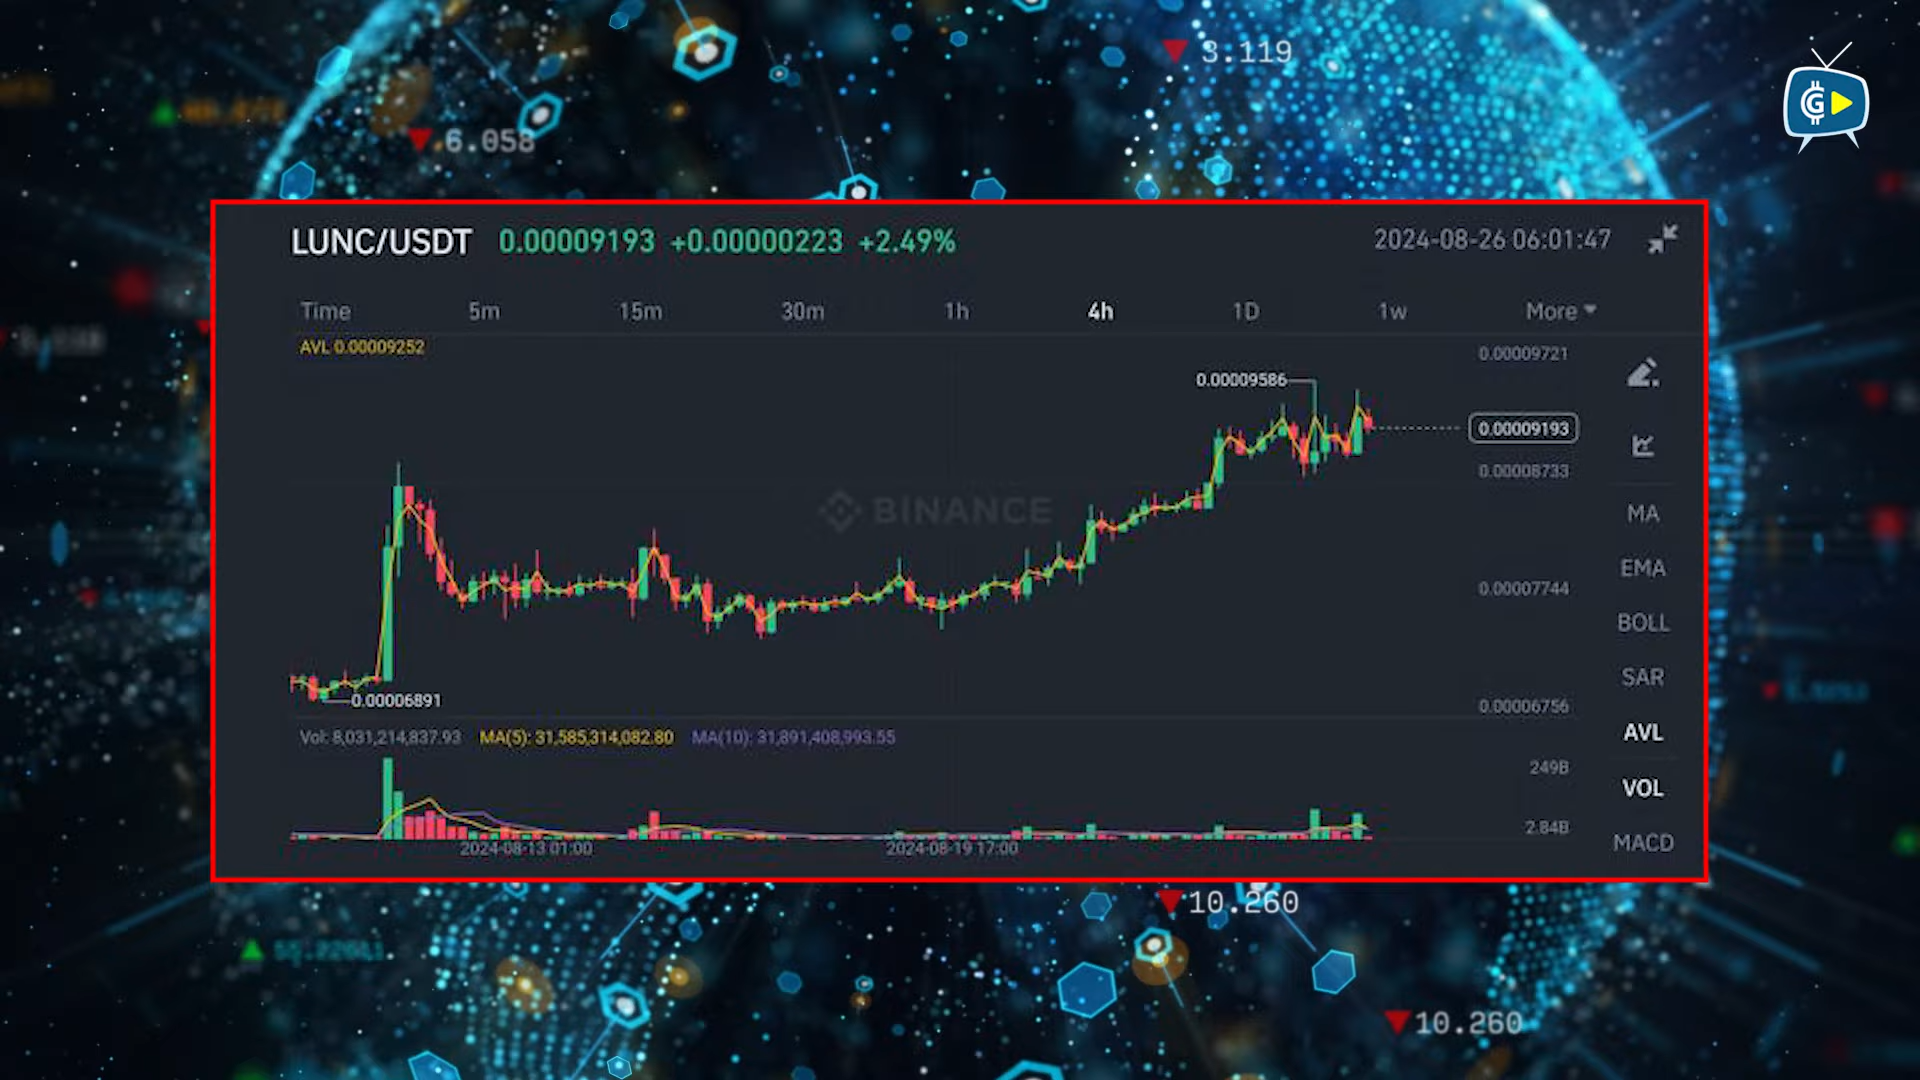 3.119
6.058
LUNC/USDT 0.00009193 +0.00000223 +2.49% 2024-08-26 06:01:47
Time 5m 15m 30m 1h 4h 1D 1w More
AVL 0.00009252
0.00009721
0.00009586
0.00009193
0.00008733
BINANCE
MA
EMA
0.00007744
BOLL
SAR
0.00006891
0.00006756
AVL
Vol: 8,031,214,837.93 MA(5): 31,585,314,082.80 MA(10): 31,891,408,993.55
249B
VOL
2.84B
MACD
2024-08-13 01:00 2024-08-19 17:00
10.260
10.260